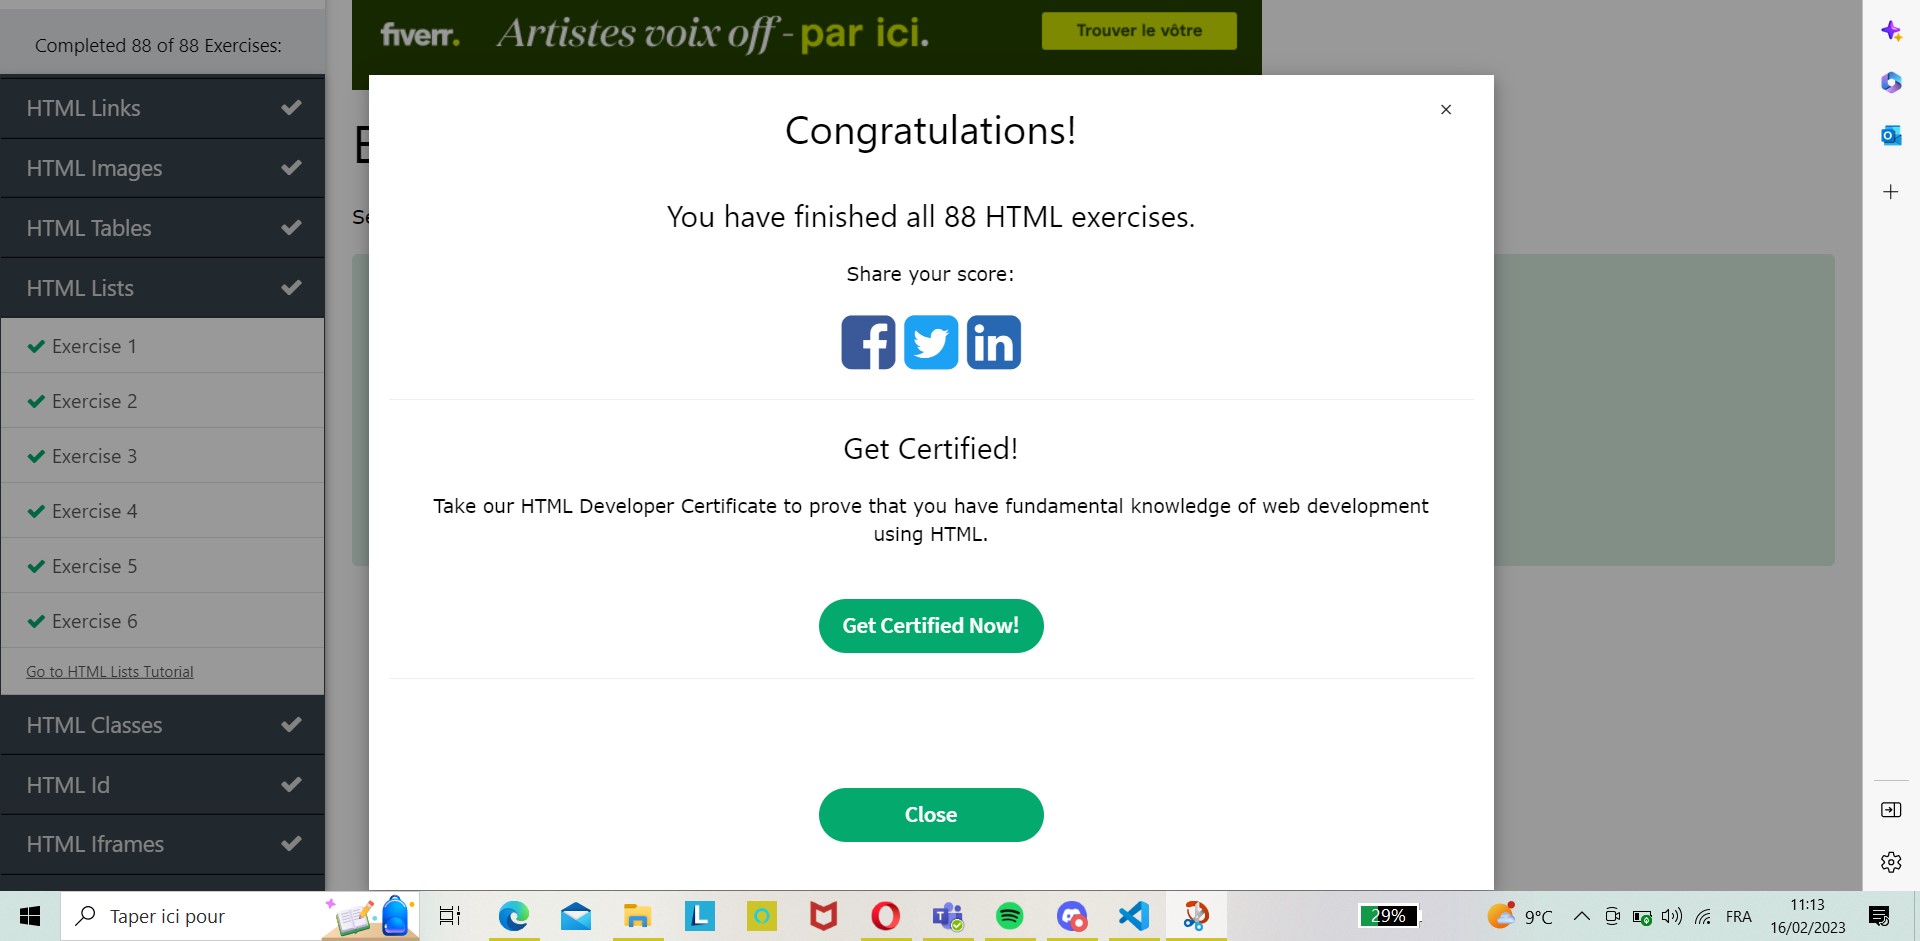 Completed 88 of 88 Exercises:
HTML Links
HTML Images
HTML Tables
HTML Lists
Exercise 1
Exercise 2
Exercise 3
Exercise 4
Exercise 5
Exercise 6
Go to HTML Lists Tutorial
HTML Classes
HTML Id
HTML Iframes
fiverr. Artistes voix off - par ici.
Trouver le vôtre
Congratulations!
You have finished all 88 HTML exercises.
Share your score:
Get Certified!
Take our HTML Developer Certificate to prove that you have fundamental knowledge of web development
using HTML.
Get Certified Now!
Close
Taper ici pour
29%
9°C
FRA
11:13
16/02/2023